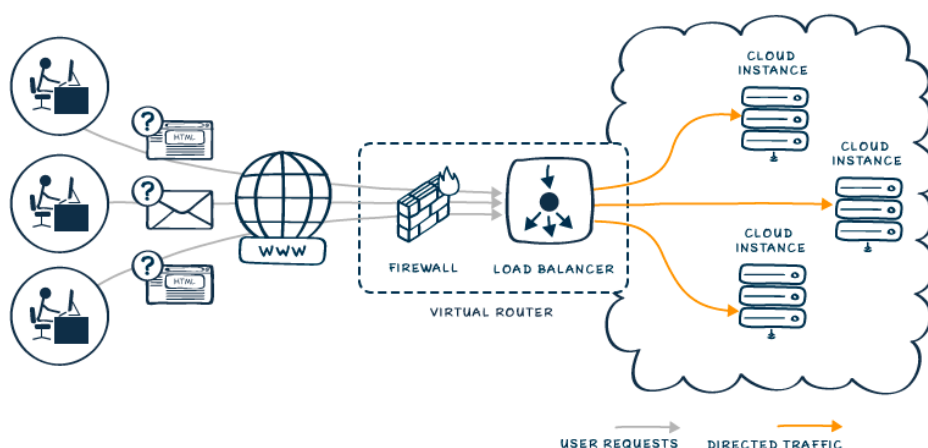 CLOUD
INSTANCE
HTML
CLOUD
INSTANCE
?
?
WWW
CLOUD
INSTANCE
?
HTML
FIREWALL
LOAD BALANCER
VIRTUAL ROUTER
USER REQUESTS
DIRECTED TRAFFIC